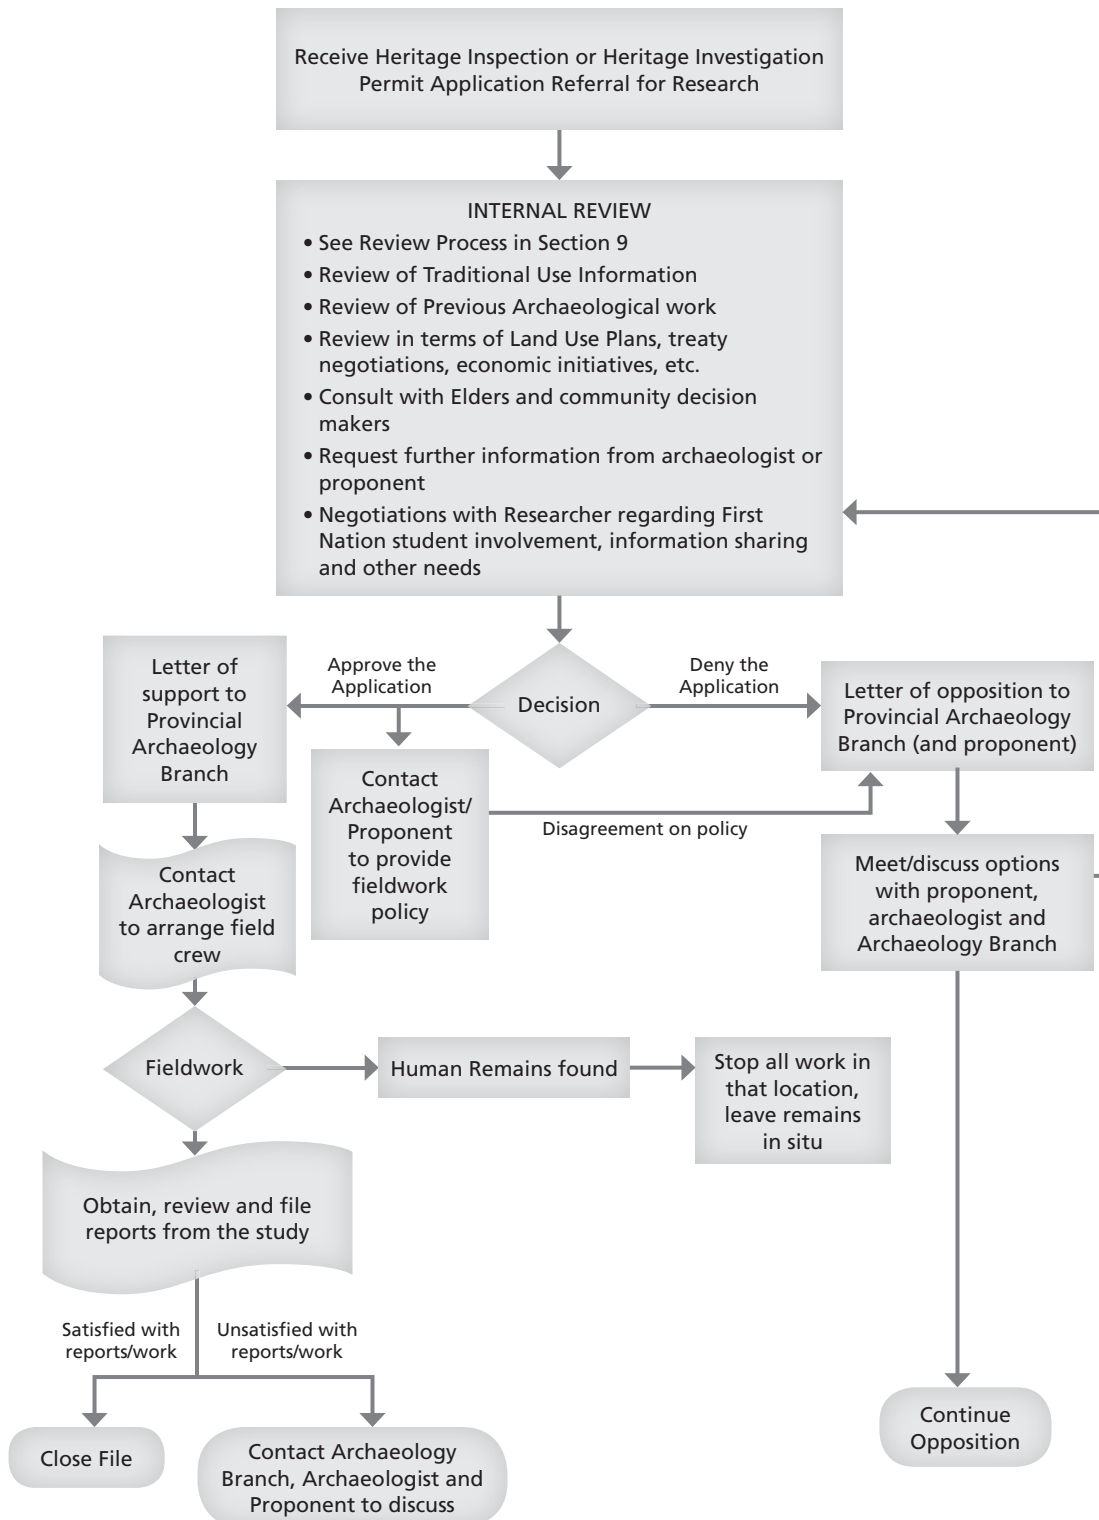 Receive Heritage Inspection or Heritage Investigation
Permit Application Referral for Research
INTERNAL REVIEW
• See Review Process in Section 9
• Review of Traditional Use Information
• Review of Previous Archaeological work
• Review in terms of Land Use Plans, treaty
negotiations, economic initiatives, etc.
• Consult with Elders and community decision
makers
• Request further information from archaeologist or
proponent
• Negotiations with Researcher regarding First
Nation student involvement, information sharing
and other needs
Decision
Approve the
Application
Deny the
Application
Letter of
support to
Provincial
Archaeology
Branch
Contact
Archaeologist/
Proponent
to provide
fieldwork
policy
Disagreement on policy
Letter of opposition to
Provincial Archaeology
Branch (and proponent)
Meet/discuss options
with proponent,
archaeologist and
Archaeology Branch
Contact
Archaeologist
to arrange field
crew
Fieldwork
Human Remains found
Stop all work in
that location,
leave remains
in situ
Obtain, review and file
reports from the study
Satisfied with
reports/work
Unsatisfied with
reports/work
Close File
Contact Archaeology
Branch, Archaeologist and
Proponent to discuss
Continue
Opposition